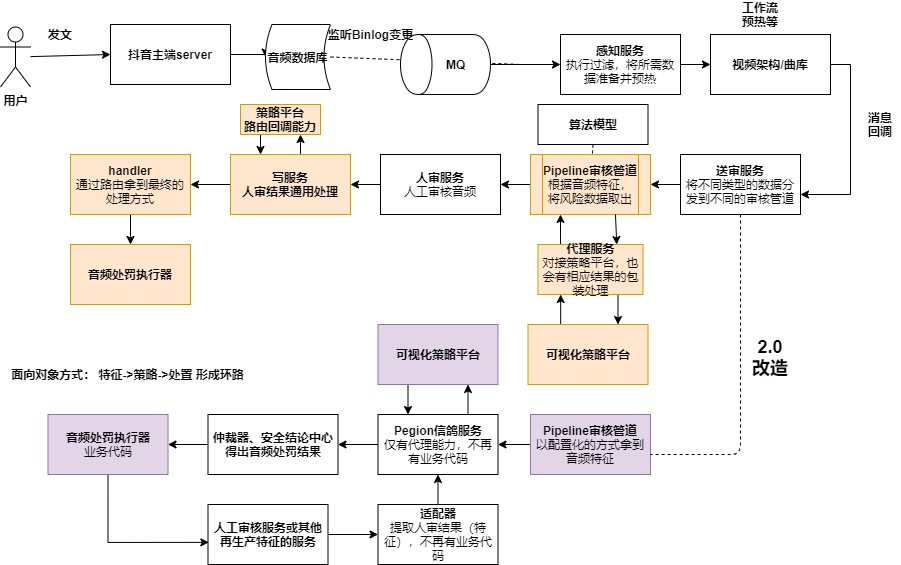 工作流
预热等
发文
监听Binlog变更
抖音主端server
音频数据库
MQ
感知服务
执行过滤，将所需数
据准备并预热
视频架构/曲库
用户
消息
回调
策略平台
路由回调能力
算法模型
handler
通过路由拿到最终的
处理方式
写服务
人审结果通用处理
人审服务
人工审核音频
Pipeline审核管道
根据音频特征，
将风险数据取出
送审服务
将不同类型的数据分
发到不同的审核管道
音频处罚执行器
代理服务
对接策略平台，也
会有相应结果的包
装处理
可视化策略平台
可视化策略平台
2.0
改造
面向对象方式： 特征->策略->处置 形成环路
音频处罚执行器
业务代码
仲裁器、安全结论中心
得出音频处罚结果
Pegion信鸽服务
仅有代理能力，不再
有业务代码
Pipeline审核管道
以配置化的方式拿到
音频特征
人工审核服务或其他
再生产特征的服务
适配器
提取人审结果（特
征），不再有业务代
码